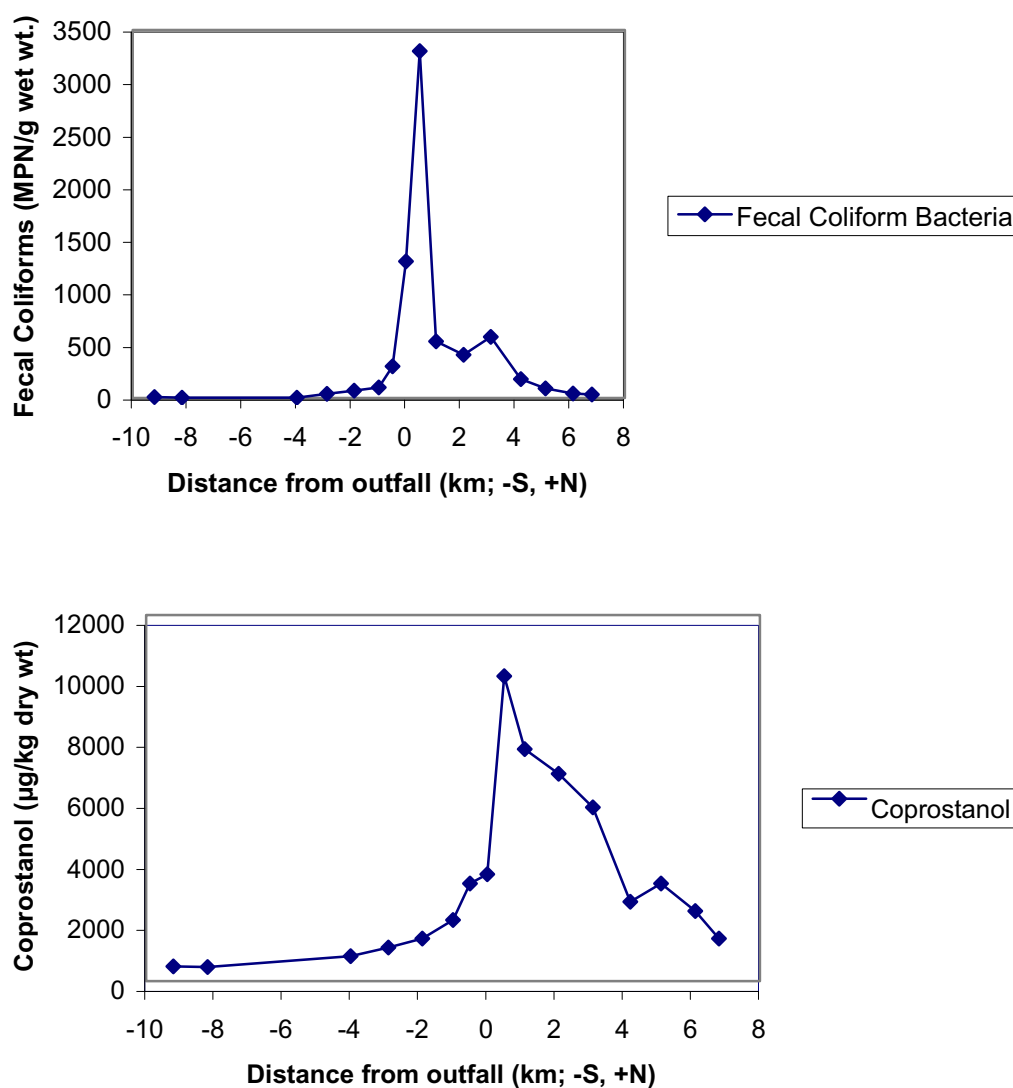 Fecal Coliforms (MPN/g wet wt.)
3500
3000
2500
2000
1500
1000
500
0
-10 -8 -6 -4 -2 0 2 4 6 8
Distance from outfall (km; -S, +N)
Fecal Coliform Bacteria
Coprostanol (µg/kg dry wt)
12000
10000
8000
6000
4000
2000
0
-10 -8 -6 -4 -2 0 2 4 6 8
Distance from outfall (km; -S, +N)
Coprostanol